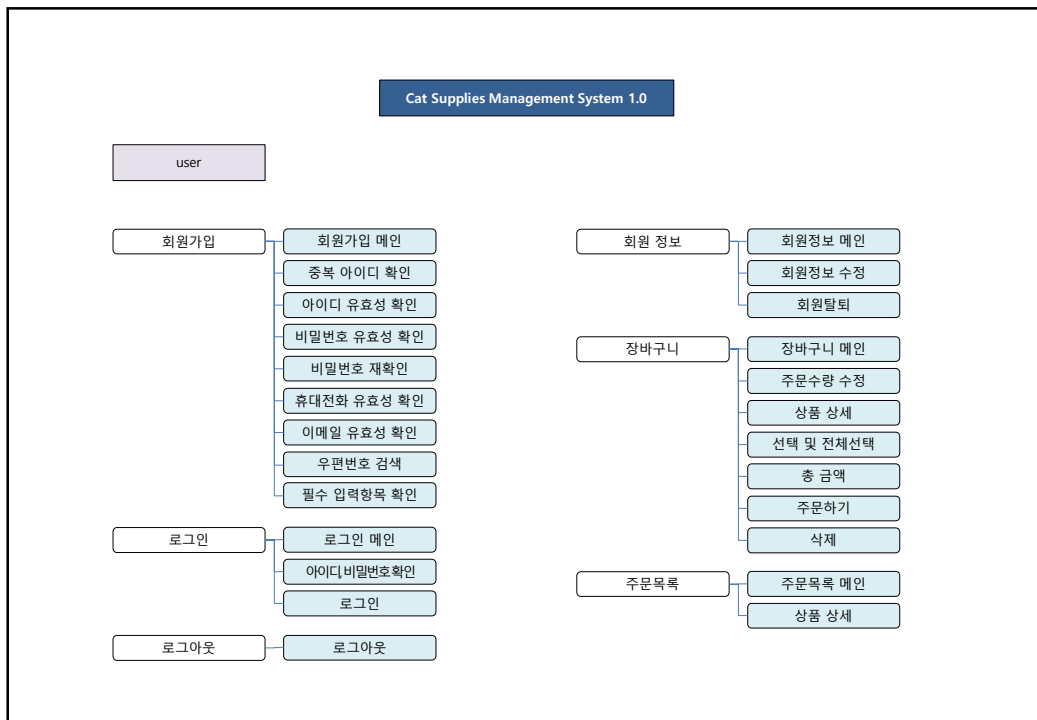 Cat Supplies Management System 1.0
user
회원가입
회원가입 메인
중복 아이디 확인
아이디 유효성 확인
비밀번호 유효성 확인
비밀번호 재확인
휴대전화 유효성 확인
이메일 유효성 확인
우편번호 검색
필수 입력항목 확인
로그인
로그인 메인
아이디,비밀번호확인
로그인
로그아웃
로그아웃
회원 정보
회원정보 메인
회원정보 수정
회원탈퇴
장바구니
장바구니 메인
주문수량 수정
상품 상세
선택 및 전체선택
총 금액
주문하기
삭제
주문목록
주문목록 메인
상품 상세